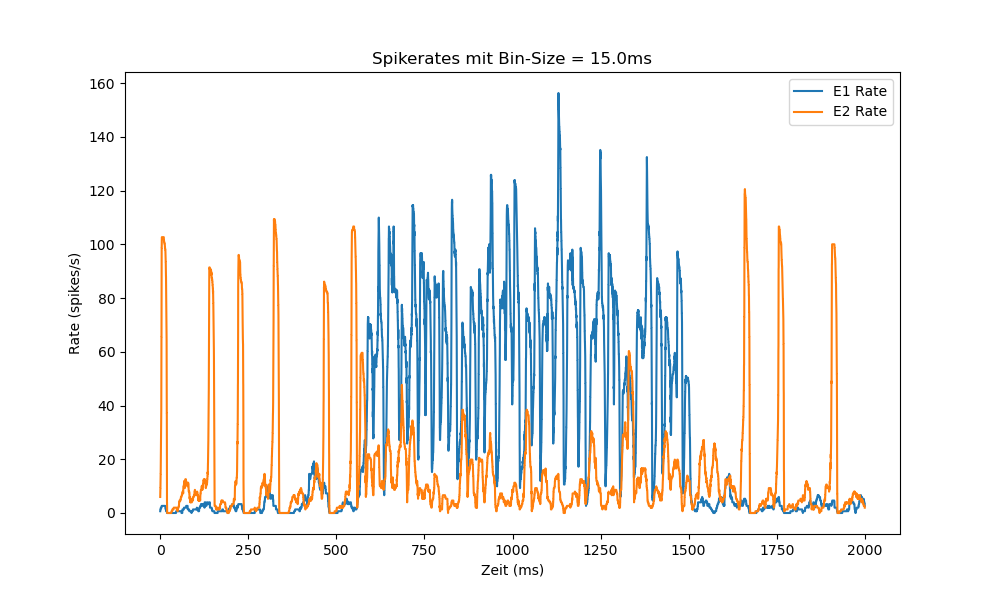 Spikerates mit Bin-Size = 15.0ms
E1 Rate
E2 Rate
160
140
120
100
80
60
40
20
0
Rate (spikes/s)
0 250 500 750 1000 1250 1500 1750 2000
Zeit (ms)